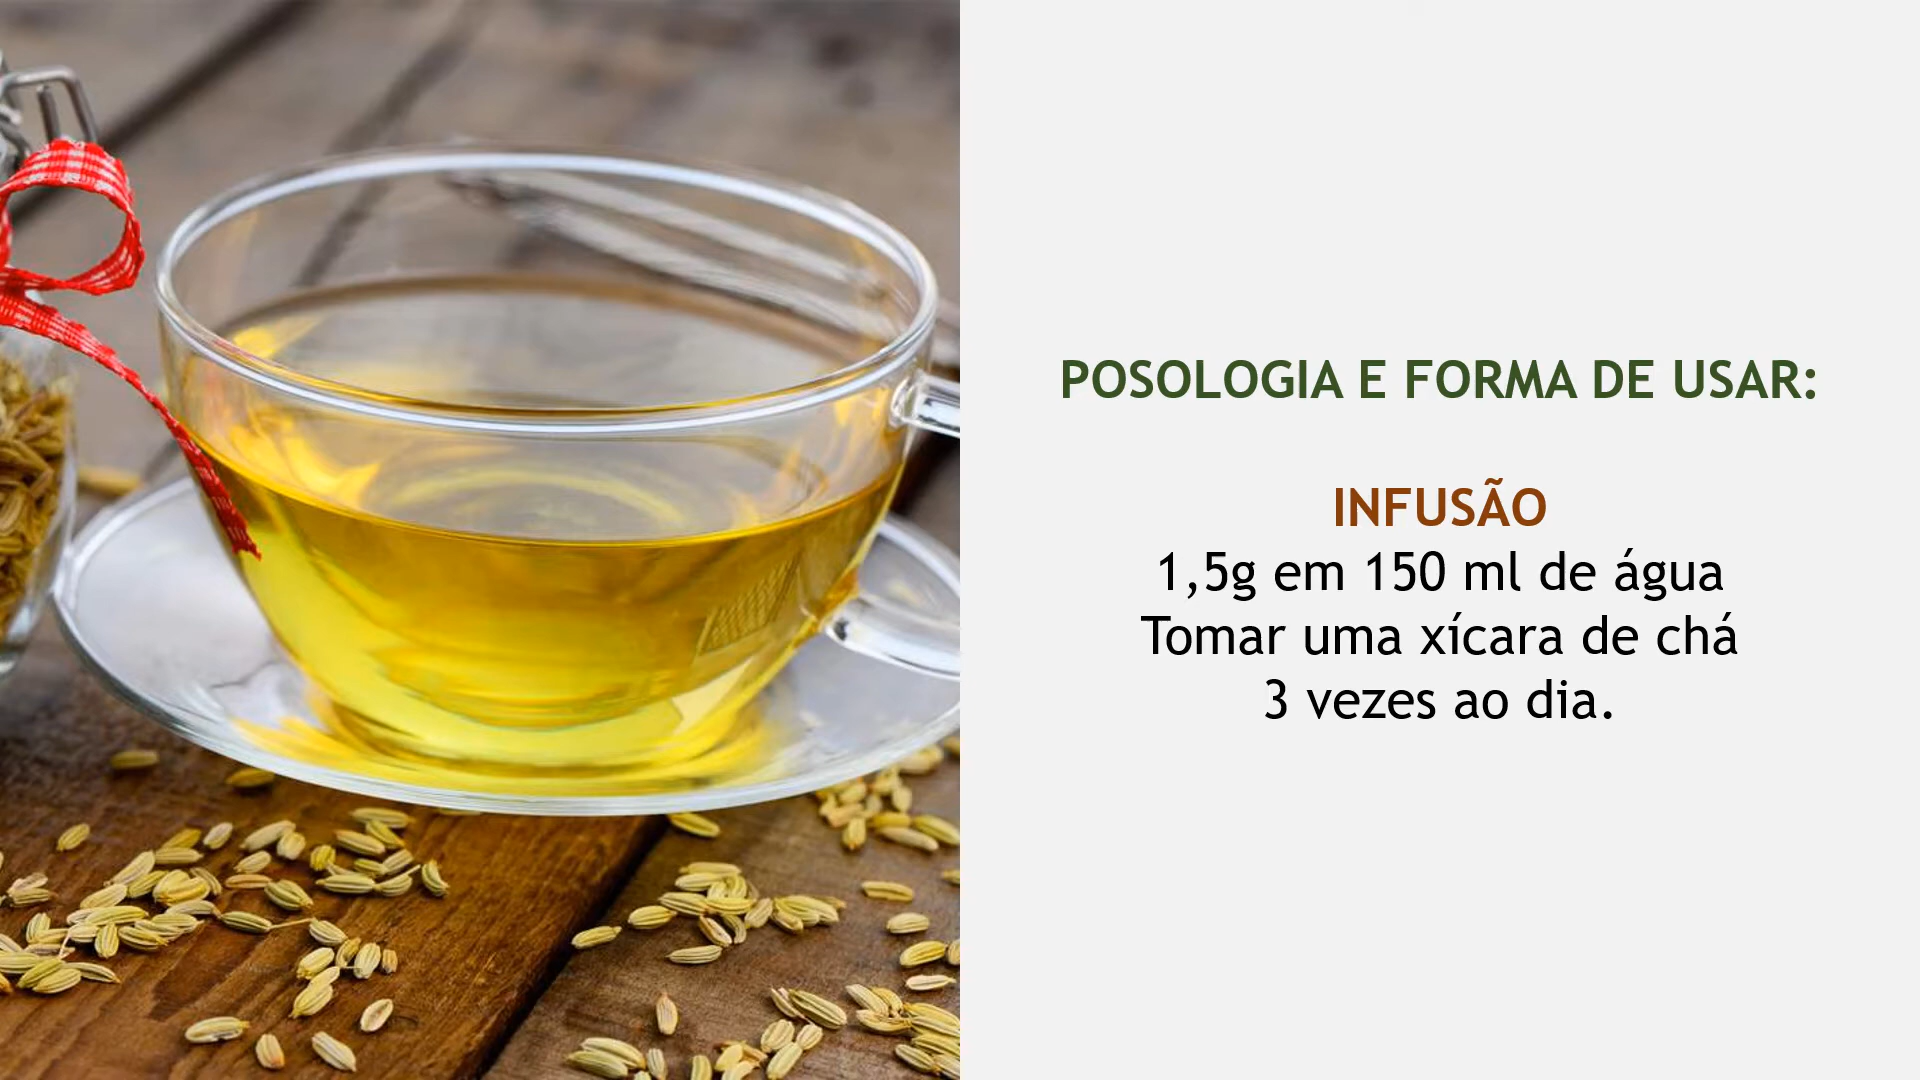 POSOLOGIA E FORMA DE USAR:
INFUSÃO
1,5g em 150 ml de água
Tomar uma xícara de chá
3 vezes ao dia.